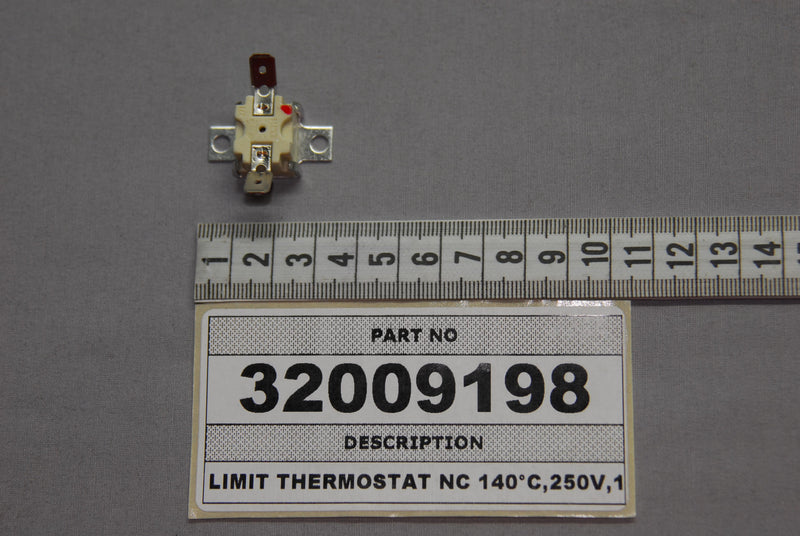 1 2 3 4 5 6 7 8 9 10 11 12 13 14
PART NO
32009198
DESCRIPTION
LIMIT THERMOSTAT NC 140°C,250V,1